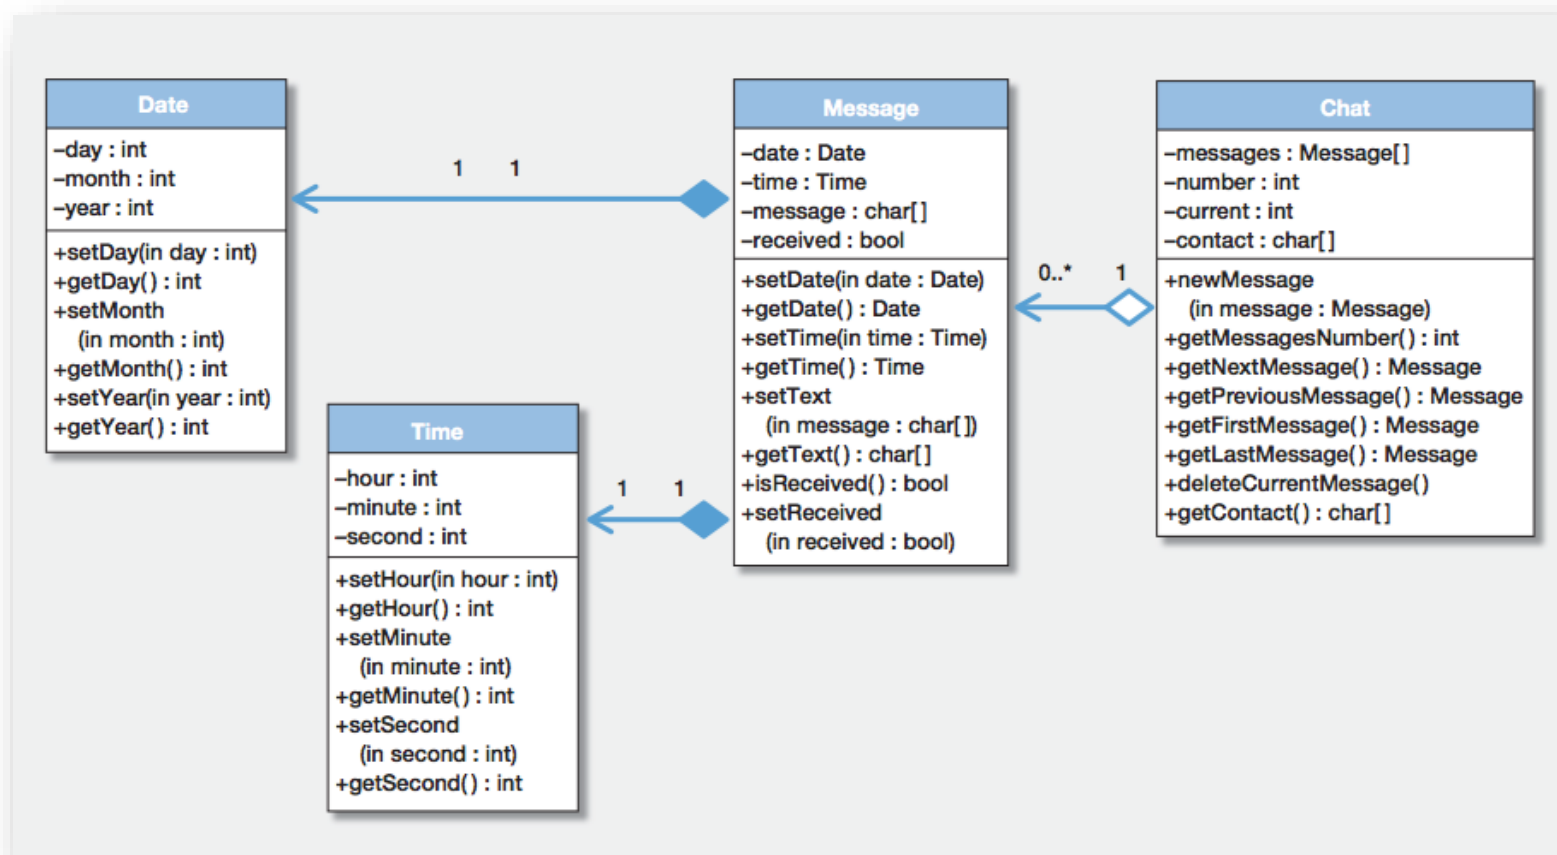 Date
–day : int
–month : int
–year : int
+setDay(in day : int)
+getDay( ) : int
+setMonth
(in month : int)
+getMonth( ) : int
+setYear(in year : int)
+getYear( ) : int
1 1
Time
–hour : int
–minute : int
–second : int
+setHour(in hour : int)
+getHour( ) : int
+setMinute
(in minute : int)
+getMinute( ) : int
+setSecond
(in second : int)
+getSecond( ) : int
1 1
Message
–date : Date
–time : Time
–message : char[ ]
–received : bool
+setDate(in date : Date)
+getDate( ) : Date
+setTime(in time : Time)
+getTime( ) : Time
+setText
(in message : char[ ])
+getText( ) : char[ ]
+isReceived( ) : bool
+setReceived
(in received : bool)
0..* 1
Chat
–messages : Message[ ]
–number : int
–current : int
–contact : char[ ]
+newMessage
(in message : Message)
+getMessagesNumber( ) : int
+getNextMessage( ) : Message
+getPreviousMessage( ) : Message
+getFirstMessage( ) : Message
+getLastMessage( ) : Message
+deleteCurrentMessage( )
+getContact( ) : char[ ]